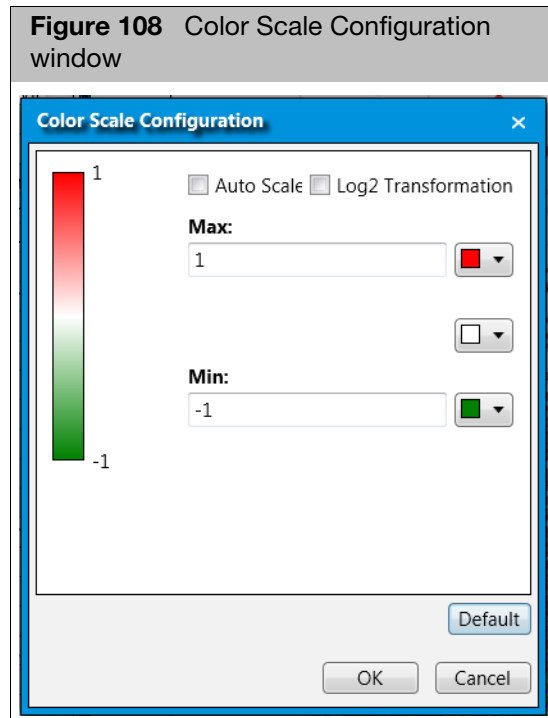 Figure 108 Color Scale Configuration
window
Color Scale Configuration ×
1
Auto Scale Log2 Transformation
Max:
1
Min:
-1
-1
Default
OK Cancel